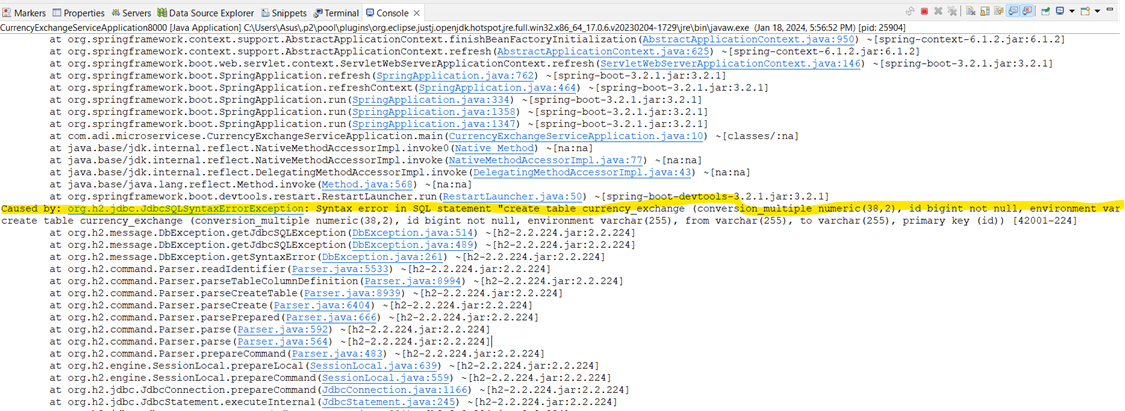 Markers Properties Servers Data Source Explorer Snippets Terminal Console
CurrencyExchangeServiceApplication8000 [Java Application] C:\Users\Asus\.p2\pool\plugins\org.eclipse.justj.openjdk.hotspot.jre.full.win32.x86_64_17.0.6.v20230204-1729\jre\bin\javaw.exe (Jan 18, 2024, 5:56:52 PM) [pid: 25904]
at org.springframework.context.support.AbstractApplicationContext.finishBeanFactoryInitialization(AbstractApplicationContext.java:950) ~[spring-context-6.1.2.jar:6.1.2]
at org.springframework.context.support.AbstractApplicationContext.refresh(AbstractApplicationContext.java:625) ~[spring-context-6.1.2.jar:6.1.2]
at org.springframework.boot.web.servlet.context.ServletWebServerApplicationContext.refresh(ServletWebServerApplicationContext.java:146) ~[spring-boot-3.2.1.jar:3.2.1]
at org.springframework.boot.SpringApplication.refresh(SpringApplication.java:762) ~[spring-boot-3.2.1.jar:3.2.1]
at org.springframework.boot.SpringApplication.refreshContext(SpringApplication.java:464) ~[spring-boot-3.2.1.jar:3.2.1]
at org.springframework.boot.SpringApplication.run(SpringApplication.java:334) ~[spring-boot-3.2.1.jar:3.2.1]
at org.springframework.boot.SpringApplication.run(SpringApplication.java:1358) ~[spring-boot-3.2.1.jar:3.2.1]
at org.springframework.boot.SpringApplication.run(SpringApplication.java:1347) ~[spring-boot-3.2.1.jar:3.2.1]
at com.adi.microservicese.CurrencyExchangeServiceApplication.main(CurrencyExchangeServiceApplication.java:10) ~[classes/:na]
at java.base/jdk.internal.reflect.NativeMethodAccessorImpl.invoke0(Native Method) ~[na:na]
at java.base/jdk.internal.reflect.NativeMethodAccessorImpl.invoke(NativeMethodAccessorImpl.java:77) ~[na:na]
at java.base/jdk.internal.reflect.DelegatingMethodAccessorImpl.invoke(DelegatingMethodAccessorImpl.java:43) ~[na:na]
at java.base/java.lang.reflect.Method.invoke(Method.java:568) ~[na:na]
at org.springframework.boot.devtools.restart.RestartLauncher.run(RestartLauncher.java:50) ~[spring-boot-devtools-3.2.1.jar:3.2.1]
Caused by: org.h2.jdbc.JdbcSQLSyntaxErrorException: Syntax error in SQL statement "create table currency_exchange (conversion_multiple numeric(38,2), id bigint not null, environment var
create table currency_exchange (conversion_multiple numeric(38,2), id bigint not null, environment varchar(255), from varchar(255), to varchar(255), primary key (id)) [42001-224]
at org.h2.message.DbException.getJdbcSQLException(DbException.java:514) ~[h2-2.2.224.jar:2.2.224]
at org.h2.message.DbException.getJdbcSQLException(DbException.java:489) ~[h2-2.2.224.jar:2.2.224]
at org.h2.message.DbException.getSyntaxError(DbException.java:261) ~[h2-2.2.224.jar:2.2.224]
at org.h2.command.Parser.readIdentifier(Parser.java:5533) ~[h2-2.2.224.jar:2.2.224]
at org.h2.command.Parser.parseTableColumnDefinition(Parser.java:8994) ~[h2-2.2.224.jar:2.2.224]
at org.h2.command.Parser.parseCreateTable(Parser.java:8939) ~[h2-2.2.224.jar:2.2.224]
at org.h2.command.Parser.parseCreate(Parser.java:6404) ~[h2-2.2.224.jar:2.2.224]
at org.h2.command.Parser.parsePrepared(Parser.java:666) ~[h2-2.2.224.jar:2.2.224]
at org.h2.command.Parser.parse(Parser.java:592) ~[h2-2.2.224.jar:2.2.224]
at org.h2.command.Parser.parse(Parser.java:564) ~[h2-2.2.224.jar:2.2.224]
at org.h2.command.Parser.prepareCommand(Parser.java:483) ~[h2-2.2.224.jar:2.2.224]
at org.h2.engine.SessionLocal.prepareLocal(SessionLocal.java:639) ~[h2-2.2.224.jar:2.2.224]
at org.h2.engine.SessionLocal.prepareCommand(SessionLocal.java:559) ~[h2-2.2.224.jar:2.2.224]
at org.h2.jdbc.JdbcConnection.prepareCommand(JdbcConnection.java:1166) ~[h2-2.2.224.jar:2.2.224]
at org.h2.jdbc.JdbcStatement.executeInternal(JdbcStatement.java:245) ~[h2-2.2.224.jar:2.2.224]